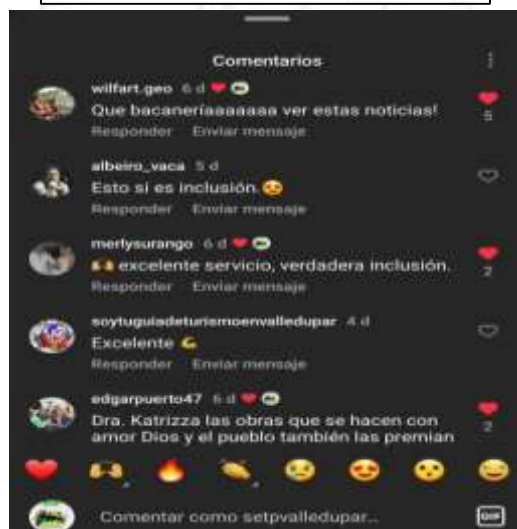 Comentarios
wilfart.geo 6 d
Que bacaneríaaaaaaa ver estas noticias!
5
Responder Enviar mensaje
albeiro_vaca 5 d
Esto si es inclusión.
Responder Enviar mensaje
merlysurango 6 d
excelente servicio, verdadera inclusión.
2
Responder Enviar mensaje
soytuguiadeturismoenvalledupar 4 d
Excelente
Responder Enviar mensaje
edgarpuerto47 6 d
Dra. Katrizza las obras que se hacen con
2
amor Dios y el pueblo también las premian
Comentar como setpvalledupar...
GIF